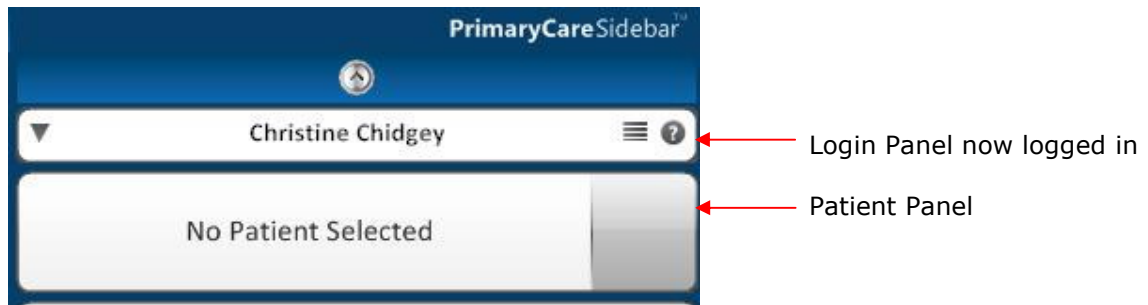 PrimaryCareSidebar™
Christine Chidgey
Login Panel now logged in
No Patient Selected
Patient Panel